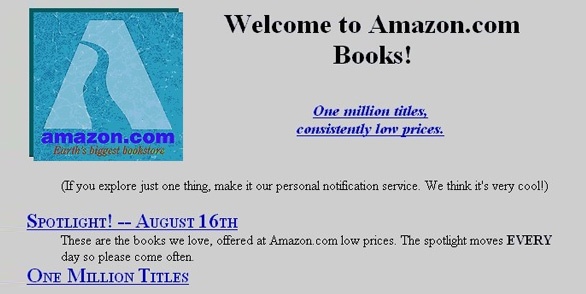 Welcome to Amazon.com
Books!
One million titles,
consistently low prices.
amazon.com
Earth's biggest bookstore
(If you explore just one thing, make it our personal notification service. We think it's very cool!)
SPOTLIGHT! -- AUGUST 16TH
These are the books we love, offered at Amazon.com low prices. The spotlight moves EVERY
day so please come often.
ONE MILLION TITLES